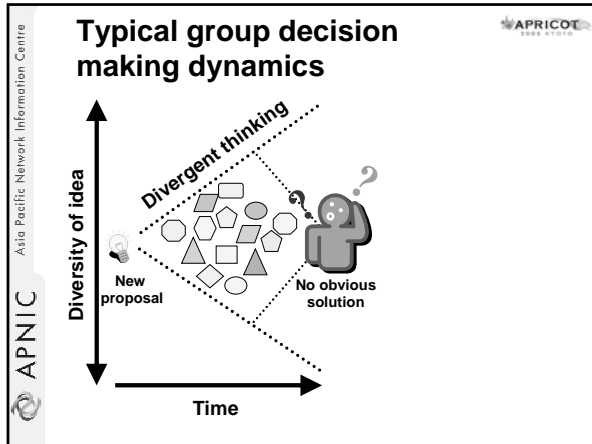 Typical group decision
making dynamics
APRICOT
2005 KYOTO
Asia Pacific Network Information Centre
APNIC
Diversity of idea
Divergent thinking
?
?
New
proposal
No obvious
solution
Time